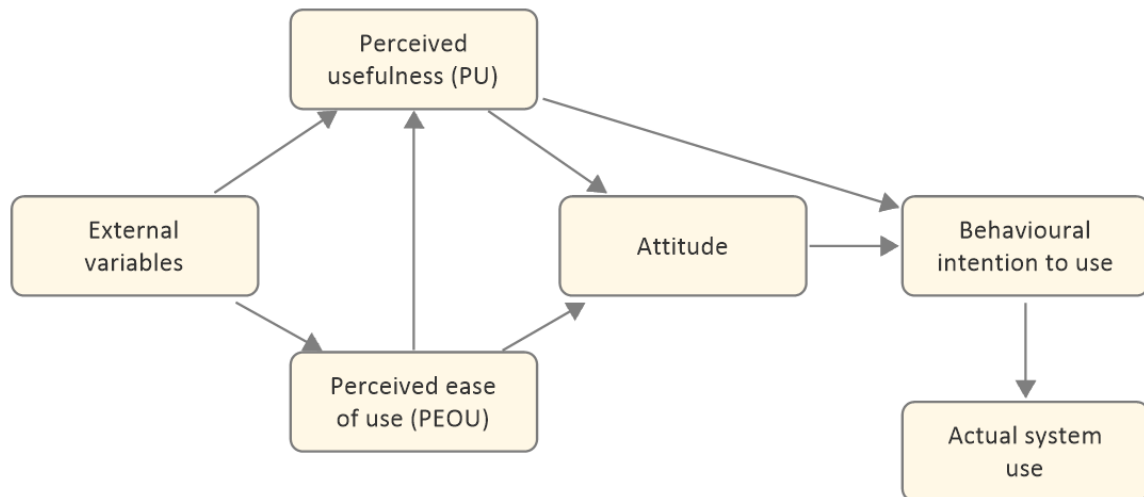 Perceived
usefulness (PU)
External
variables
Attitude
Behavioural
intention to use
Perceived ease
of use (PEOU)
Actual system
use